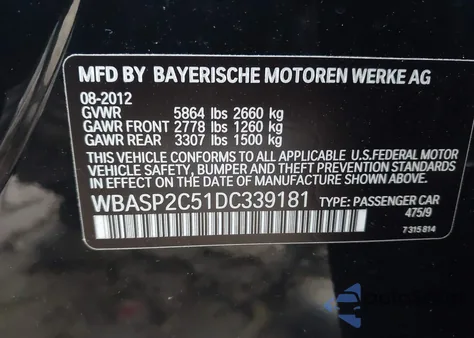 MFD BY BAYERISCHE MOTOREN WERKE AG
08-2012
GVWR 5864 lbs 2660 kg
GAWR FRONT 2778 lbs 1260 kg
GAWR REAR 3307 lbs 1500 kg
THIS VEHICLE CONFORMS TO ALL APPLICABLE U.S.FEDERAL MOTOR
VEHICLE SAFETY, BUMPER AND THEFT PREVENTION STANDARDS
IN EFFECT ON THE DATE OF MANUFACTURE SHOWN ABOVE.
WBASP2C51DC339181 TYPE: PASSENGER CAR
475/9
7 315 814